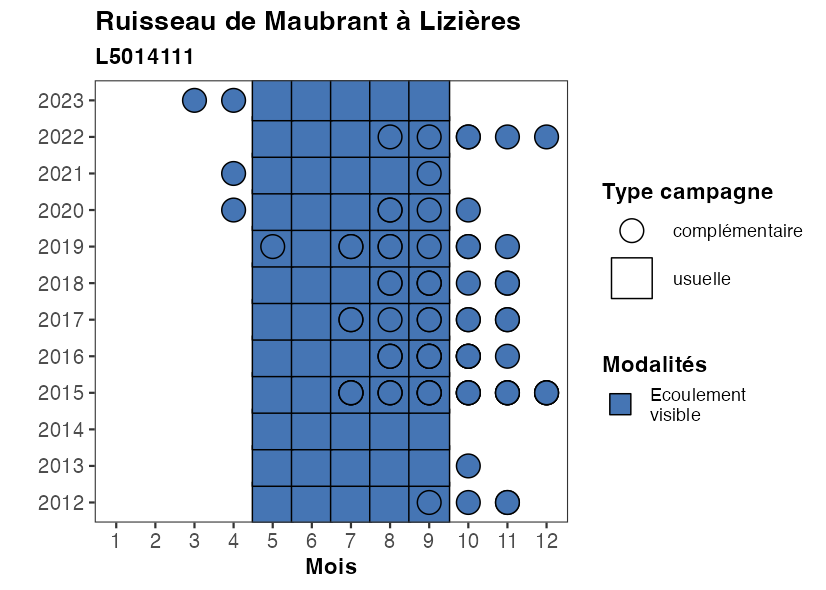 Ruisseau de Maubrant à Lizières
L5014111
2023
2022
2021
2020
2019
2018
2017
2016
2015
2014
2013
2012
1 2 3 4 5 6 7 8 9 10 11 12
Mois
Type campagne
complémentaire
usuelle
Modalités
Ecoulement
visible